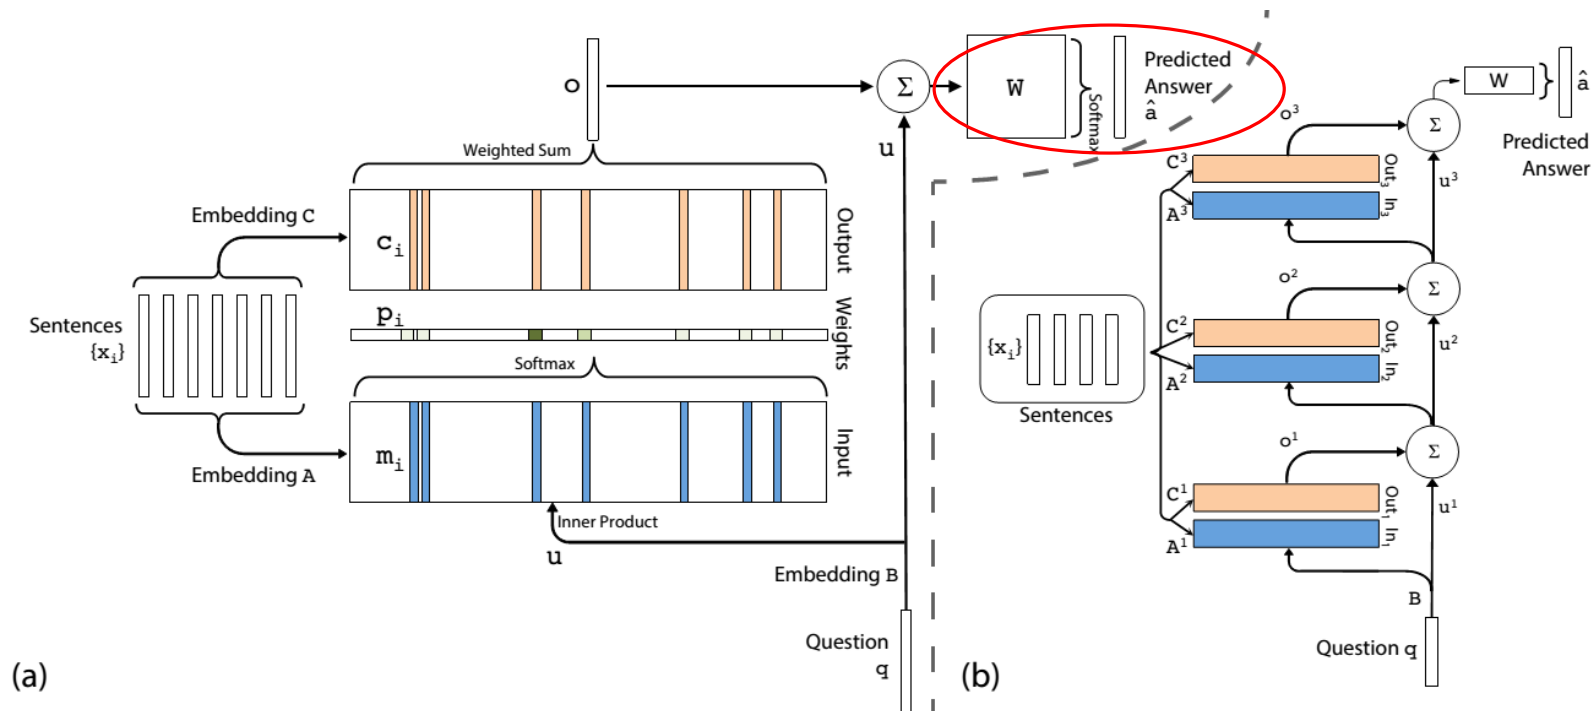 o
Σ
W
Softmax
Predicted
Answer
â
u
Weighted Sum
Embedding C
c_i
Output
Sentences
{x_i}
p_i
Weights
Softmax
m_i
Input
Embedding A
Inner Product
u
Embedding B
Question
q
(a)
W
â
Predicted
Answer
Σ
o³
u³
C³
Out₃
A³
In₃
Σ
o²
u²
C²
Out₂
A²
In₂
{x_i}
Sentences
Σ
o¹
u¹
C¹
Out₁
A¹
In₁
B
Question q
(b)